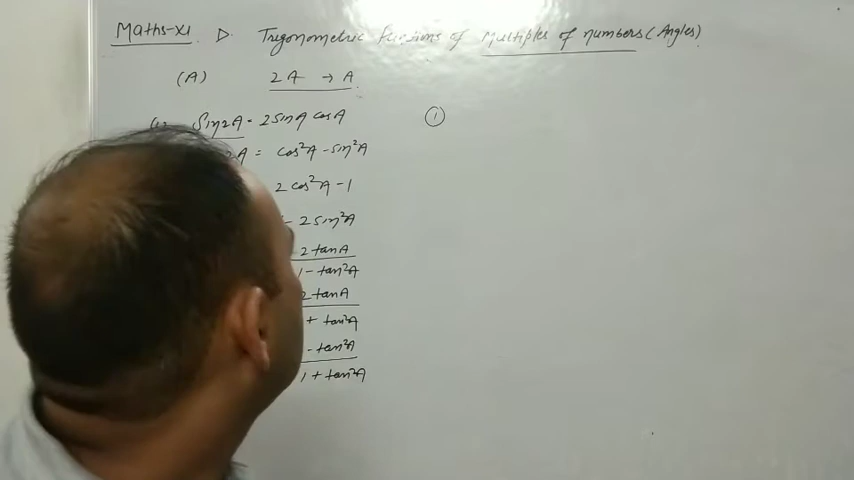 Maths-XI D. Trigonometric functions of Multiples of numbers (Angles)
(A) 2A → A
Sin2A = 2sinA cosA ①
2A = cos²A - sin²A
2cos²A - 1
- 2sin²A
2tanA
1 - tan²A
2tanA
+ tan²A
- tan²A
1 + tan²A